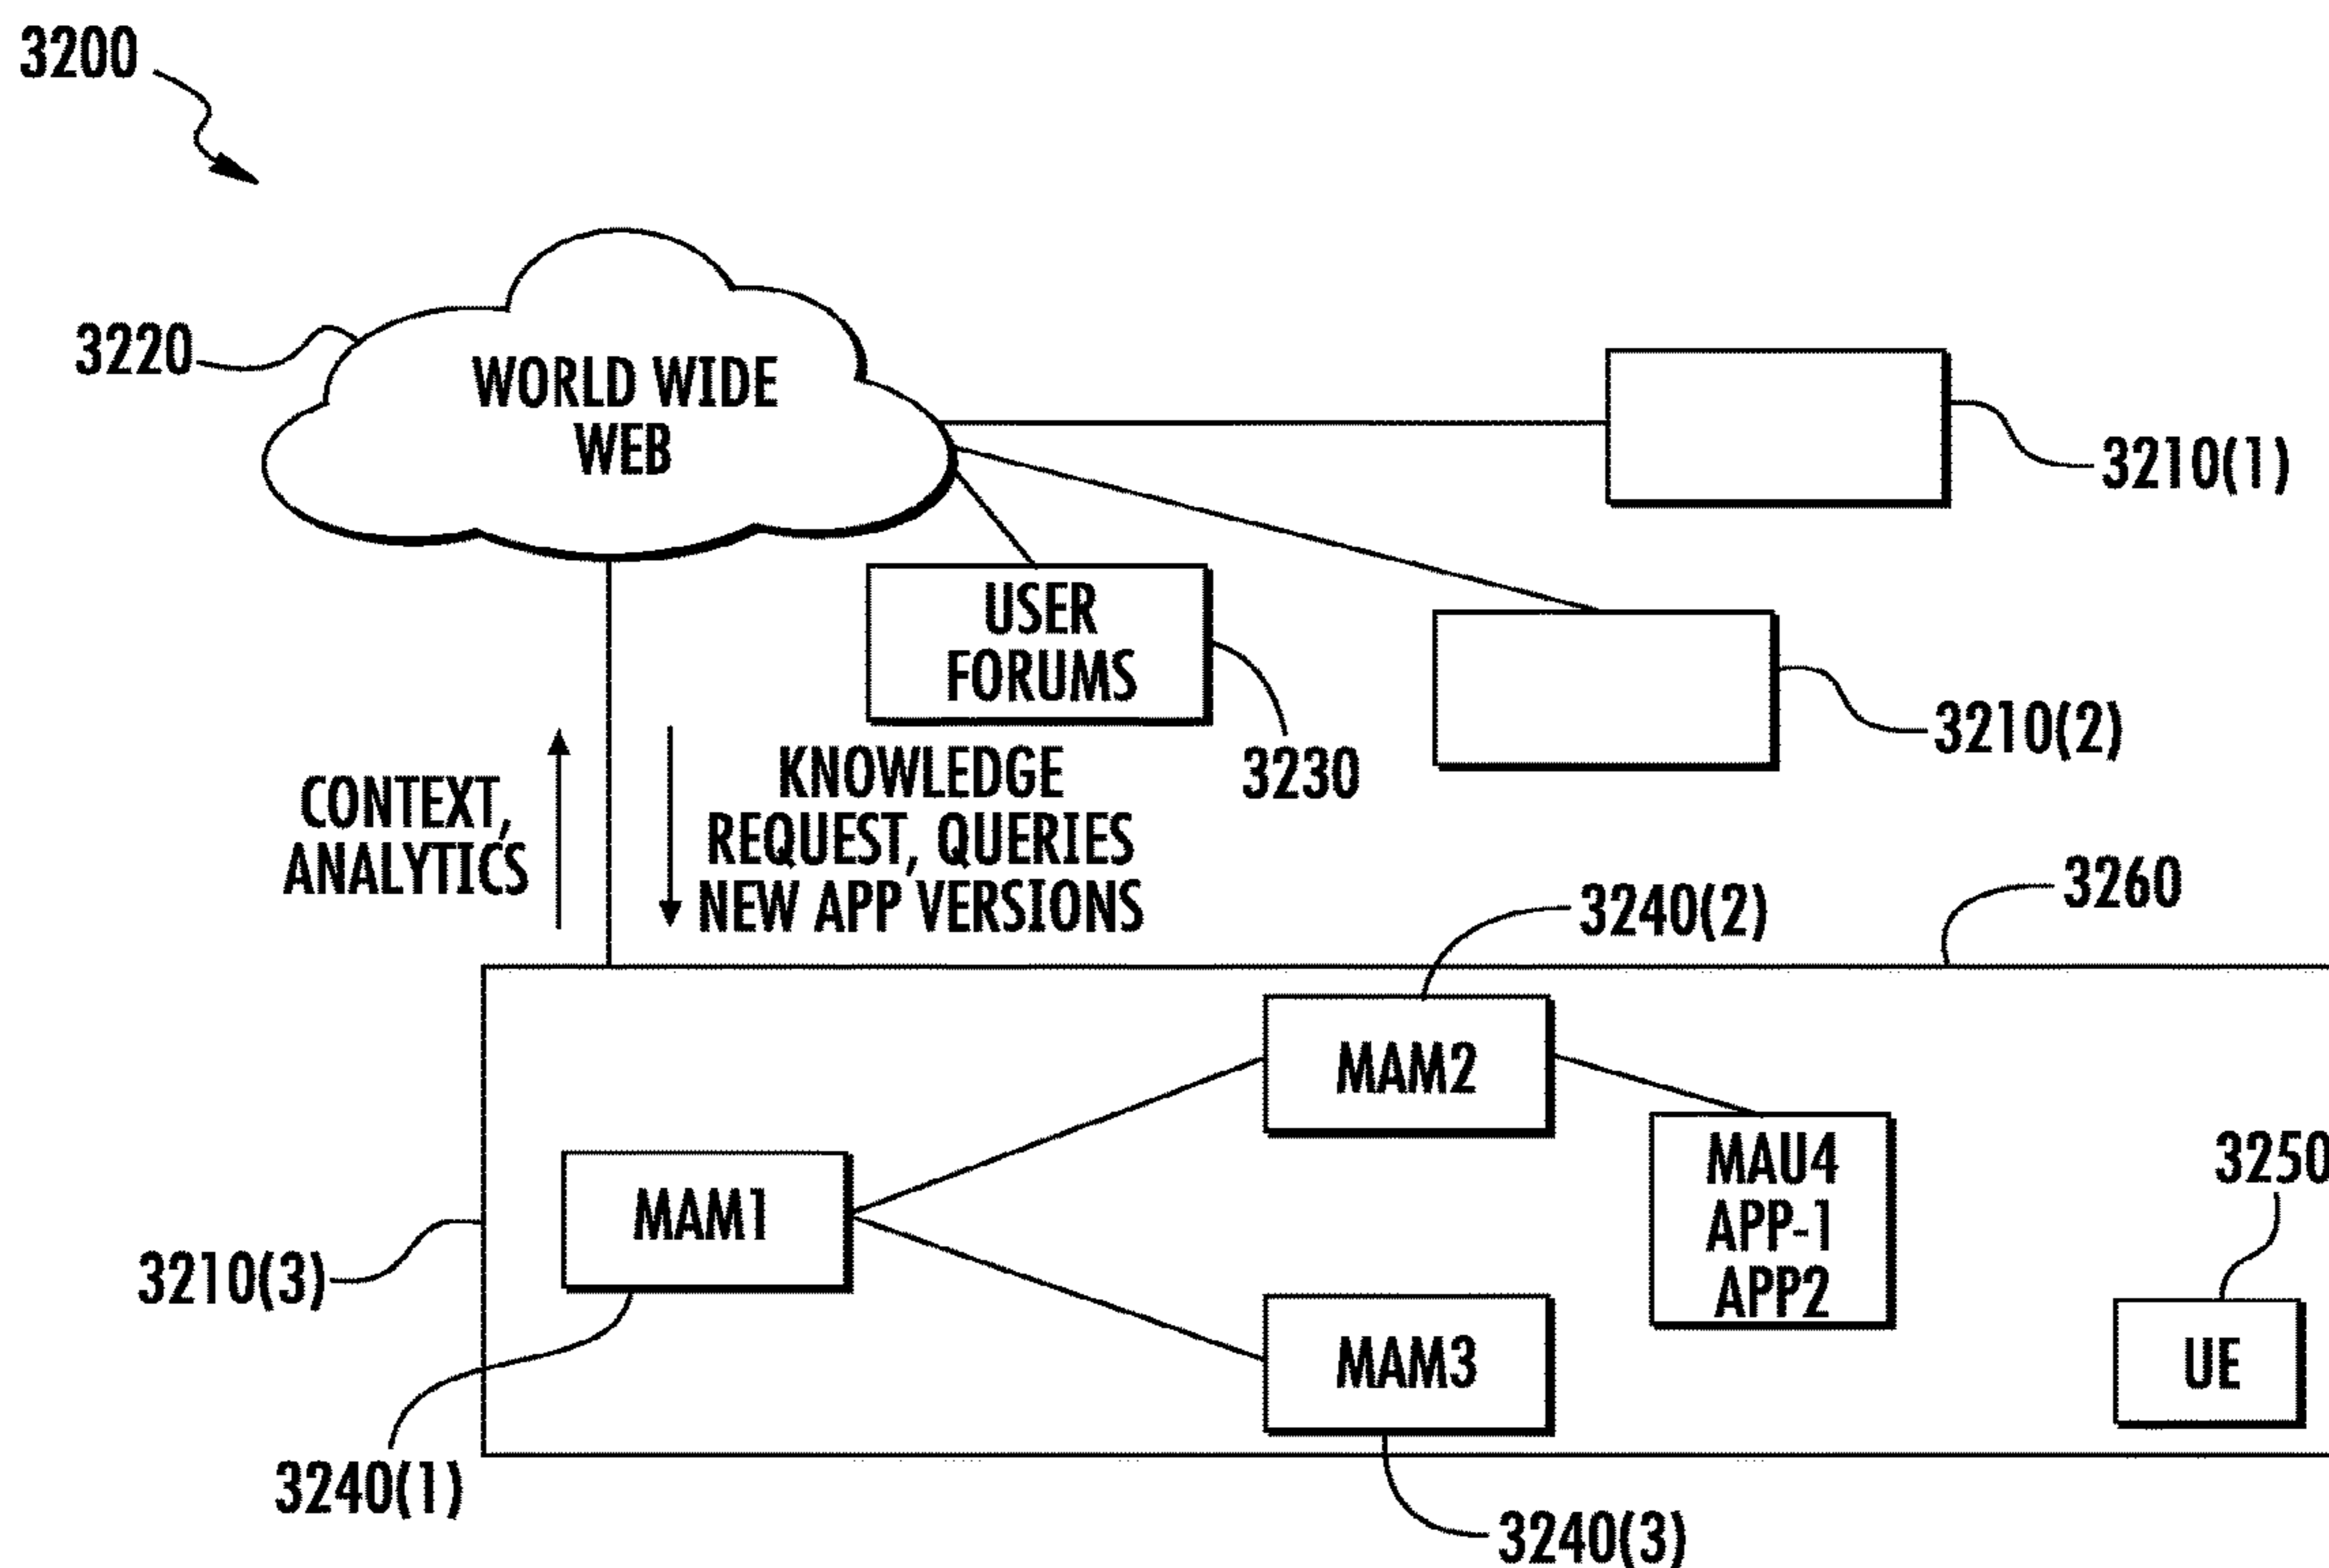 3200
3220
WORLD WIDE
WEB
3210(1)
USER
FORUMS
3230
3210(2)
CONTEXT,
ANALYTICS
KNOWLEDGE
REQUEST, QUERIES
NEW APP VERSIONS
3260
3240(2)
MAM2
MAM1
MAU4
APP-1
APP2
3250
3210(3)
MAM3
UE
3240(1)
3240(3)